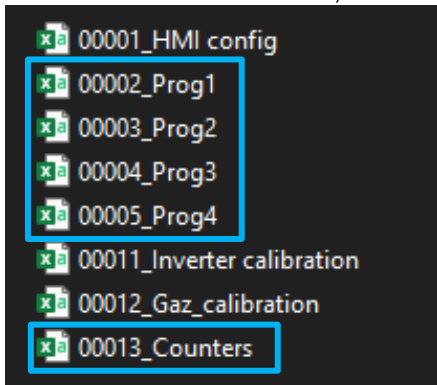 00001_HMI config
00002_Prog1
00003_Prog2
00004_Prog3
00005_Prog4
00011_Inverter calibration
00012_Gaz_calibration
00013_Counters